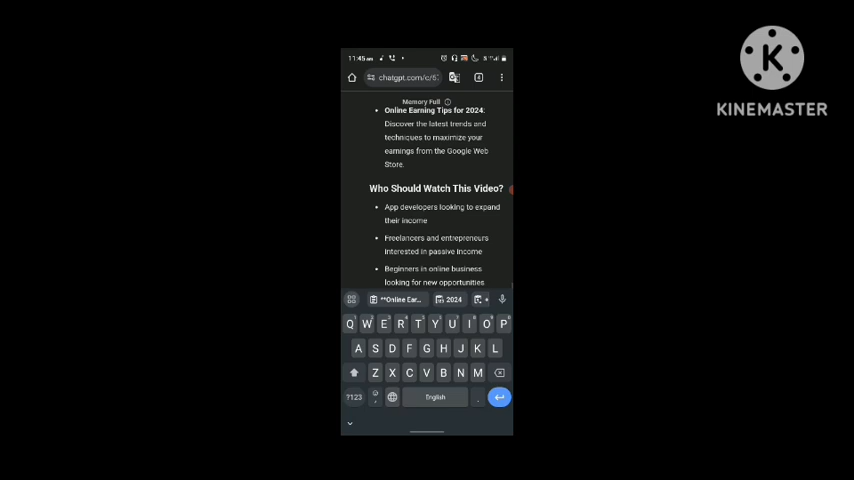 11:45 am
chatgpt.com/c/6
4
Memory Full
Online Earning Tips for 2024:
Discover the latest trends and
techniques to maximize your
earnings from the Google Web
Store.
Who Should Watch This Video?
App developers looking to expand
their income
Freelancers and entrepreneurs
interested in passive income
Beginners in online business
looking for new opportunities
**Online Ear...
2024
Q W E R T Y U I O P
A S D F G H J K L
Z X C V B N M
?123
English
K
KINEMASTER